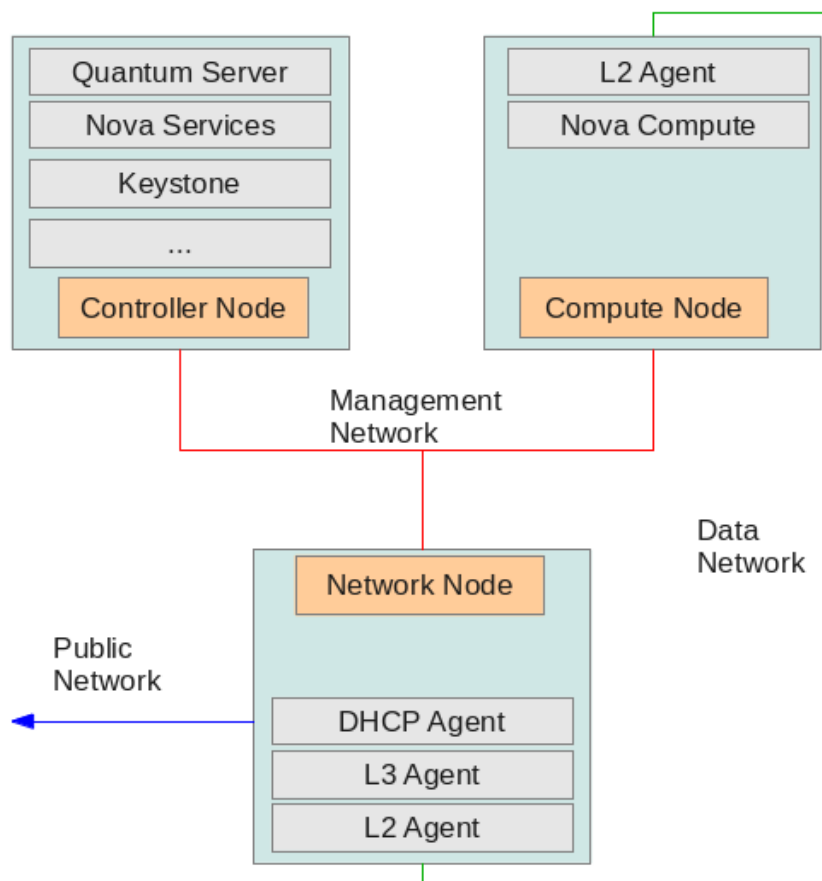 Quantum Server
Nova Services
Keystone
...
Controller Node
L2 Agent
Nova Compute
Compute Node
Management
Network
Data
Network
Network Node
Public
Network
DHCP Agent
L3 Agent
L2 Agent